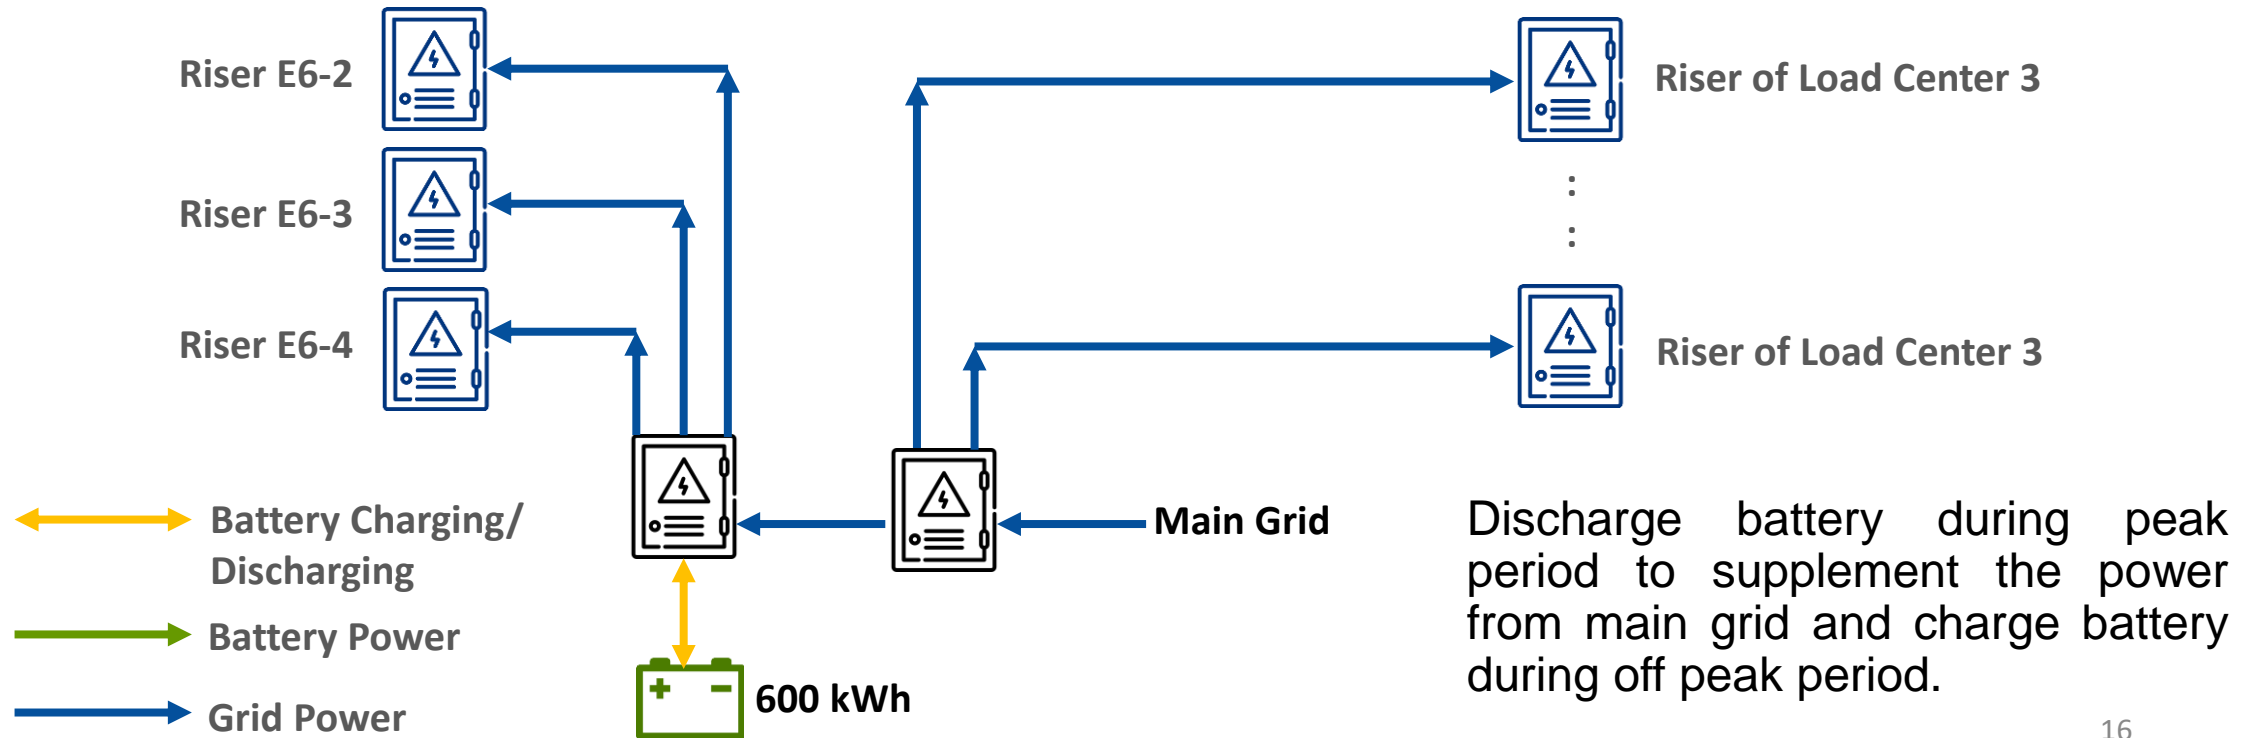 Riser E6-2
Riser of Load Center 3
Riser E6-3
:
:
Riser E6-4
Riser of Load Center 3
Battery Charging/
Discharging
Main Grid
Battery Power
600 kWh
Grid Power
Discharge battery during peak
period to supplement the power
from main grid and charge battery
during off peak period.
16